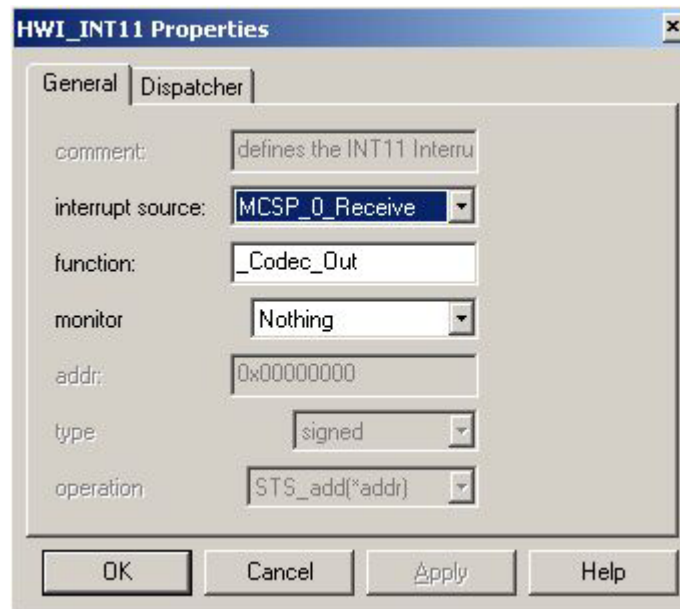 HWI_INT11 Properties
General Dispatcher
comment: defines the INT11 Interru
interrupt source: MCSP_0_Receive
function: _Codec_Out
monitor Nothing
addr: 0x00000000
type signed
operation STS_add(*addr)
OK Cancel Apply Help